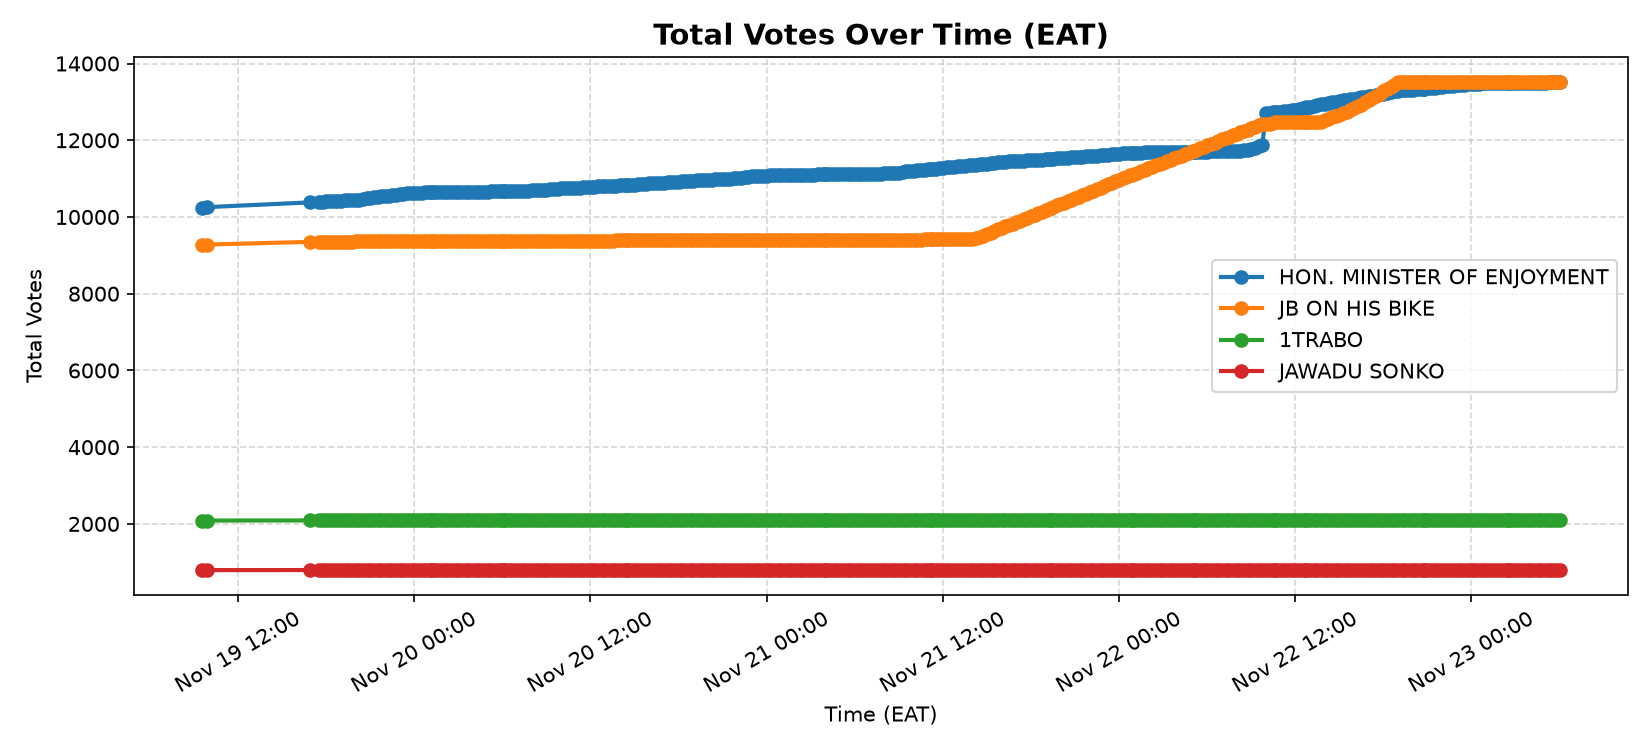 Total Votes Over Time (EAT)
14000
12000
10000
8000
6000
4000
2000
Total Votes
HON. MINISTER OF ENJOYMENT
JB ON HIS BIKE
1TRABO
JAWADU SONKO
Nov 19 12:00
Nov 20 00:00
Nov 20 12:00
Nov 21 00:00
Nov 21 12:00
Nov 22 00:00
Nov 22 12:00
Nov 23 00:00
Time (EAT)